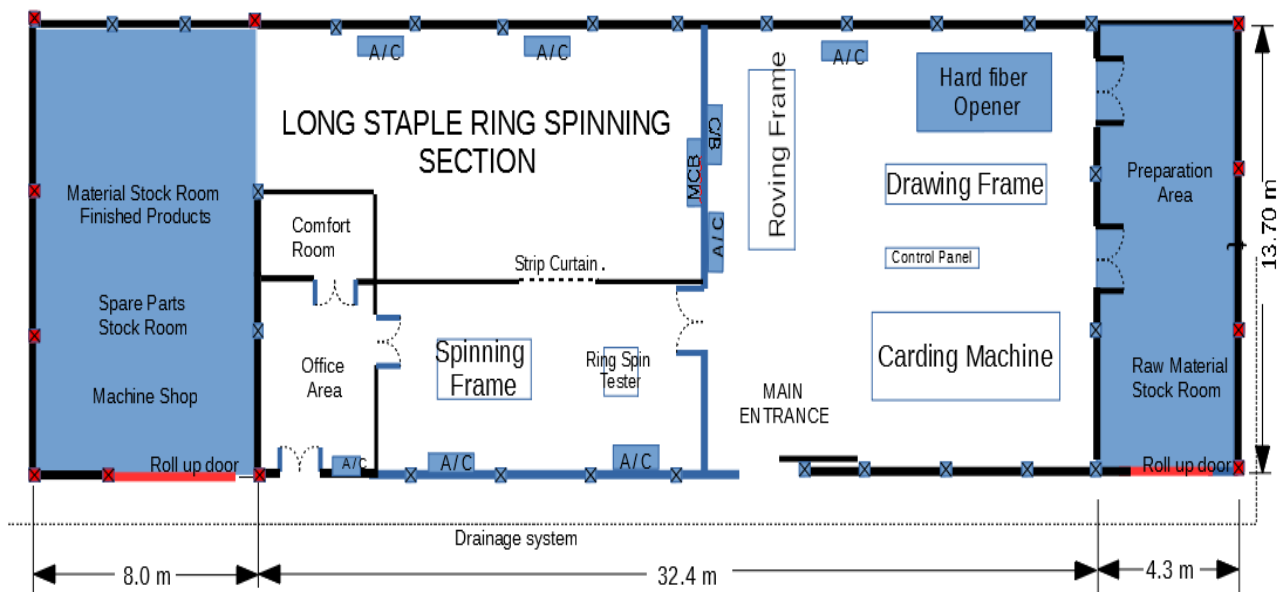 A/C
A/C
A/C
Hard fiber
Opener
LONG STAPLE RING SPINNING
SECTION
C/B
MCB
A/C
Roving Frame
Drawing Frame
Preparation
Area
Material Stock Room
Finished Products
Comfort
Room
Strip Curtain .
Control Panel
13.70 m
Spare Parts
Stock Room
Machine Shop
Office
Area
Spinning
Frame
Ring Spin
Tester
Carding Machine
MAIN
ENTRANCE
Raw Material
Stock Room
Roll up door
A/C
A/C
A/C
Roll up door
Drainage system
8.0 m
32.4 m
4.3 m